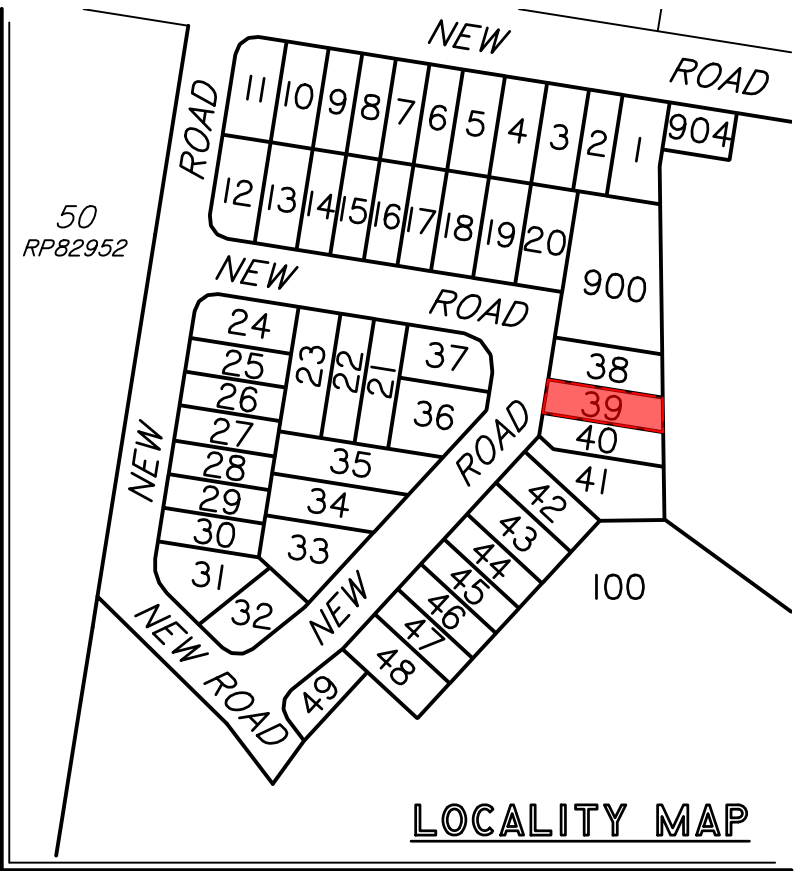 NEW
ROAD
ROAD
11 10 9 8 7 6 5 4 3 2 1 904
12 13 14 15 16 17 18 19 20
50
RP82952
900
NEW
ROAD
24 23 22 21 37
25
26
27
28
29
30
31
32
36
35
34
33
38
39
40
41
42
43
44
45
46
47
48
49
100
NEW
ROAD
NEW
NEW ROAD
LOCALITY MAP